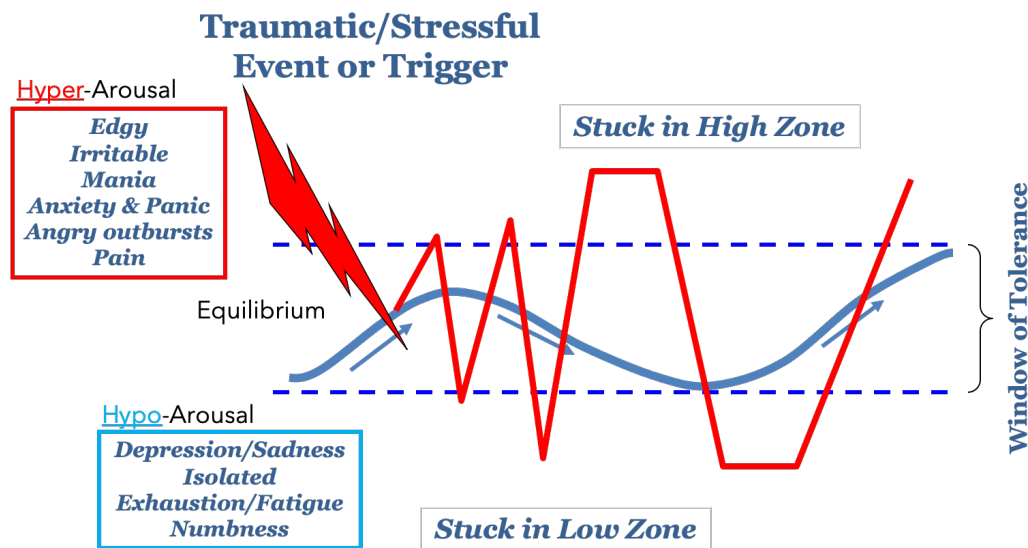 Traumatic/Stressful
Event or Trigger
Hyper-Arousal
Edgy
Irritable
Mania
Anxiety & Panic
Angry outbursts
Pain
Stuck in High Zone
Equilibrium
Window of Tolerance
Hypo-Arousal
Depression/Sadness
Isolated
Exhaustion/Fatigue
Numbness
Stuck in Low Zone